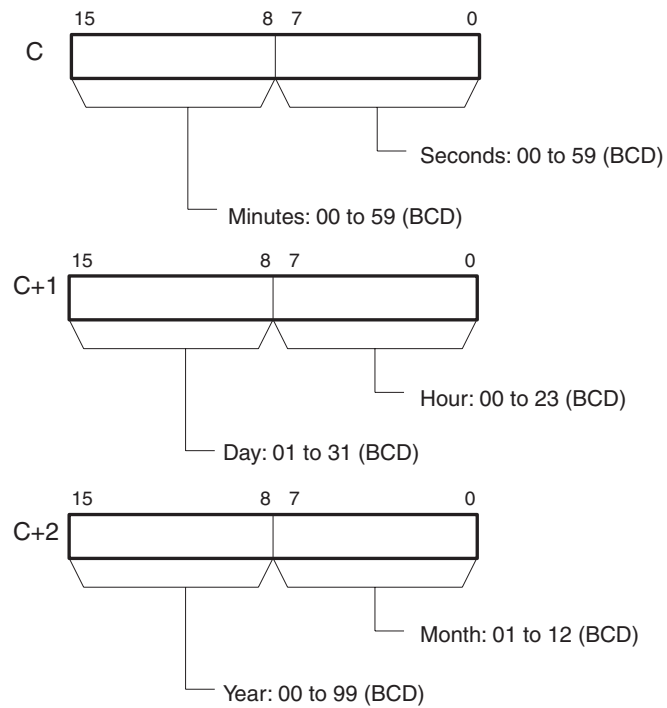 15 8 7 0
C
Seconds: 00 to 59 (BCD)
Minutes: 00 to 59 (BCD)
15 8 7 0
C+1
Hour: 00 to 23 (BCD)
Day: 01 to 31 (BCD)
15 8 7 0
C+2
Month: 01 to 12 (BCD)
Year: 00 to 99 (BCD)